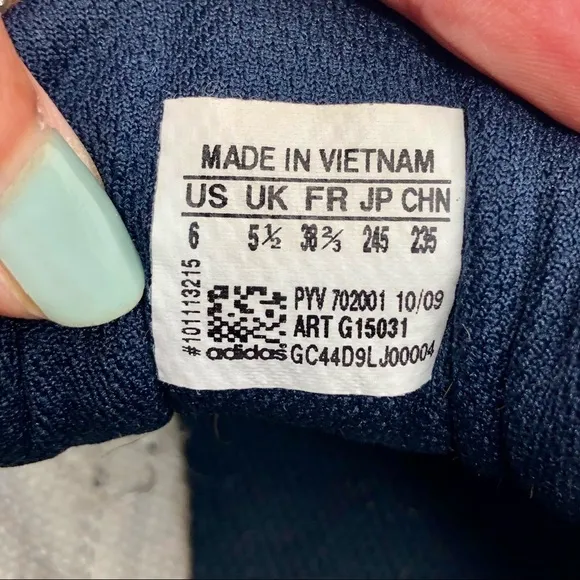 MADE IN VIETNAM
US UK FR JP CHN
6 5½ 38⅔ 245 235
#101113215
PYV 702001 10/09
ART G15031
adidas GC44D9LJ00004